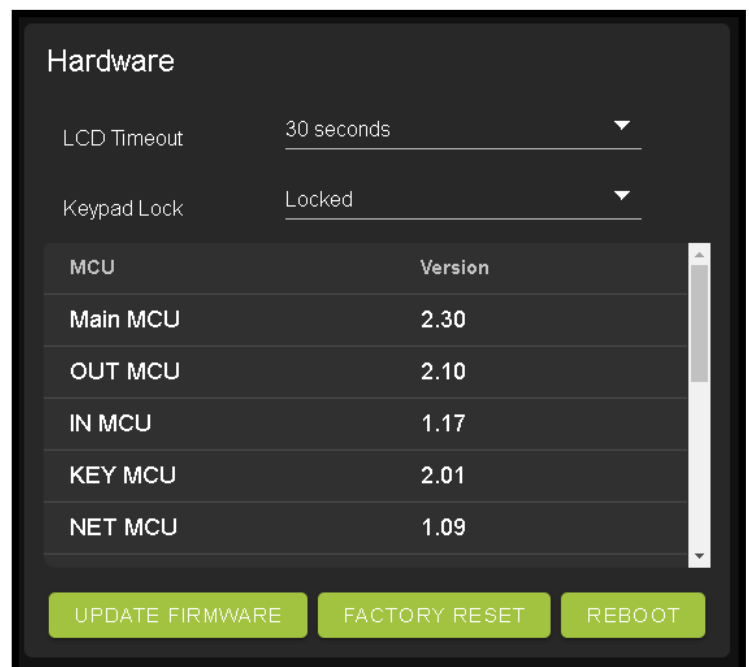 Hardware
LCD Timeout 30 seconds
Keypad Lock Locked
MCU Version
Main MCU 2.30
OUT MCU 2.10
IN MCU 1.17
KEY MCU 2.01
NET MCU 1.09
UPDATE FIRMWARE FACTORY RESET REBOOT